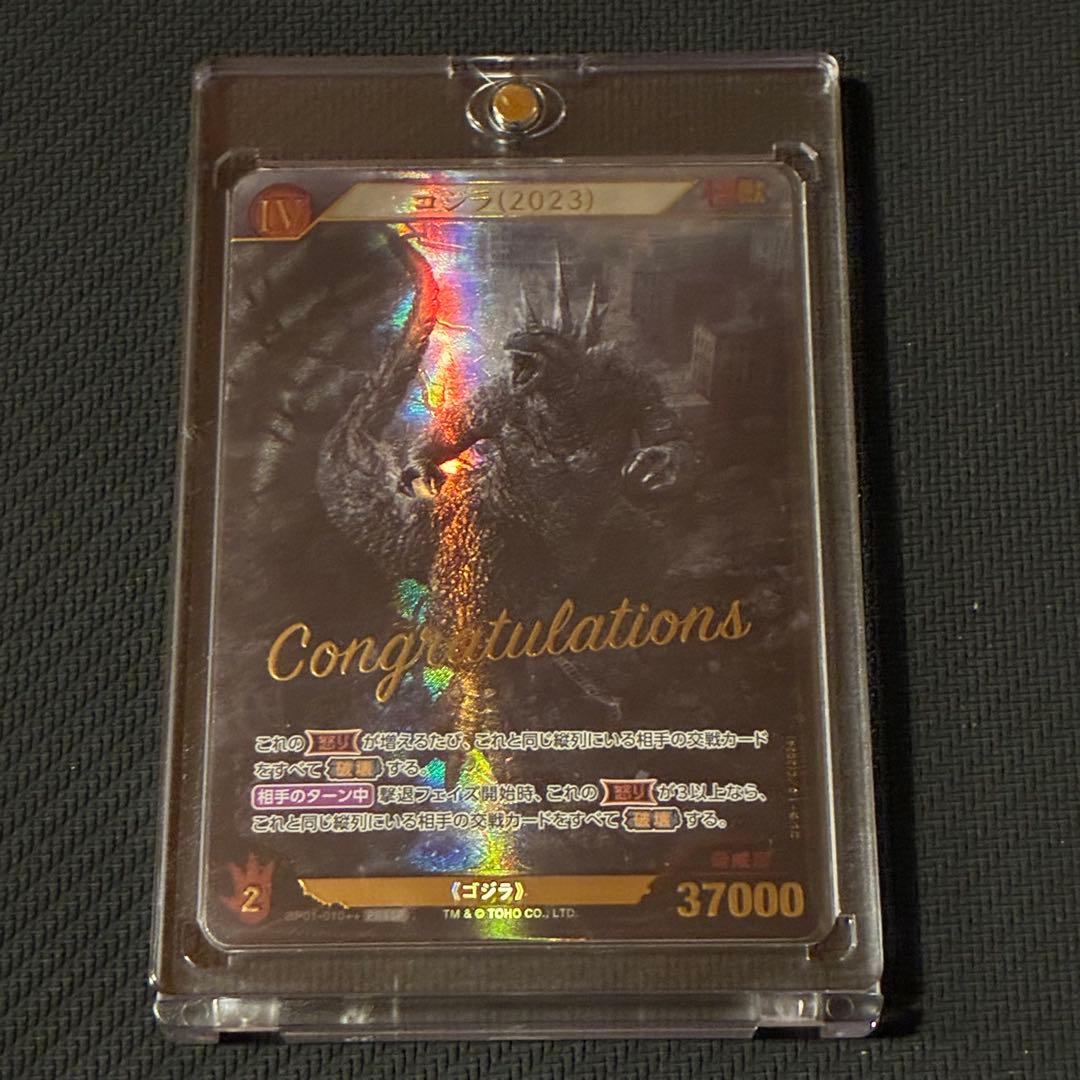 IV
ゴジラ(2023)
怪獣
Congratulations
これの 怒り が増えるたび、これと同じ縦列にいる相手の交戦カード
をすべて 破壊 する。
相手のターン中 撃退フェイズ開始時、これの 怒り が3以上なら、
これと同じ縦列にいる相手の交戦カードをすべて 破壊 する。
脅威度
2
《ゴジラ》
37000
BP01-010++
TM & © TOHO CO., LTD.